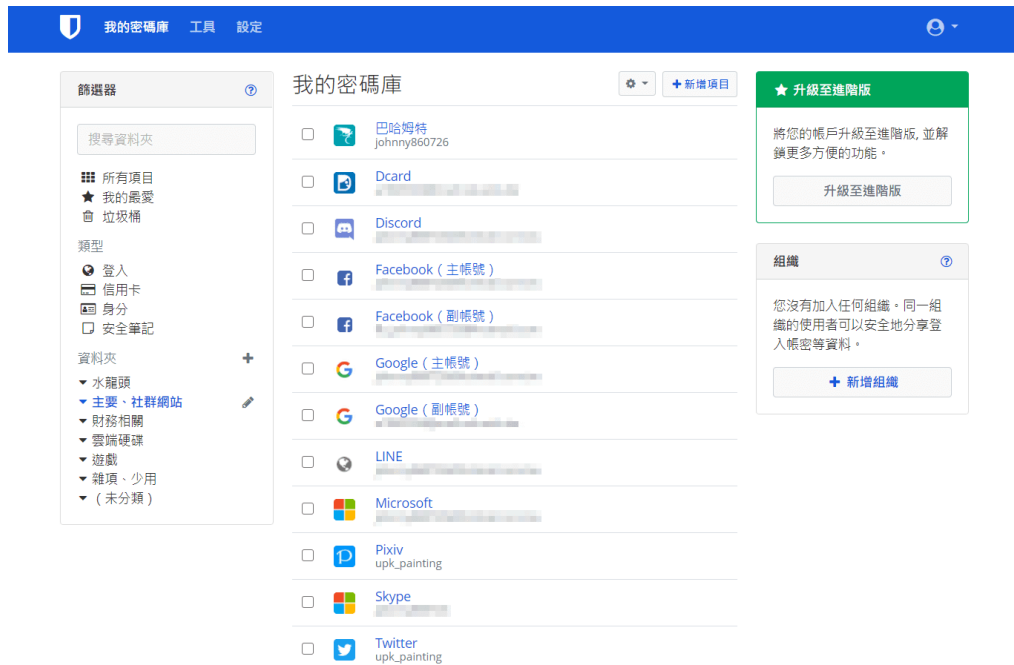 我的密碼庫 工具 設定
篩選器
搜尋資料夾
所有項目
我的最愛
垃圾桶
類型
登入
信用卡
身分
安全筆記
資料夾
水龍頭
主要、社群網站
財務相關
雲端硬碟
遊戲
雜項、少用
（未分類）
我的密碼庫
新增項目
巴哈姆特
johnny860726
Dcard
Discord
Facebook（主帳號）
Facebook（副帳號）
Google（主帳號）
Google（副帳號）
LINE
Microsoft
Pixiv
upk_painting
Skype
Twitter
upk_painting
升級至進階版
將您的帳戶升級至進階版, 並解
鎖更多方便的功能。
升級至進階版
組織
您沒有加入任何組織。同一組
織的使用者可以安全地分享登
入帳密等資料。
新增組織